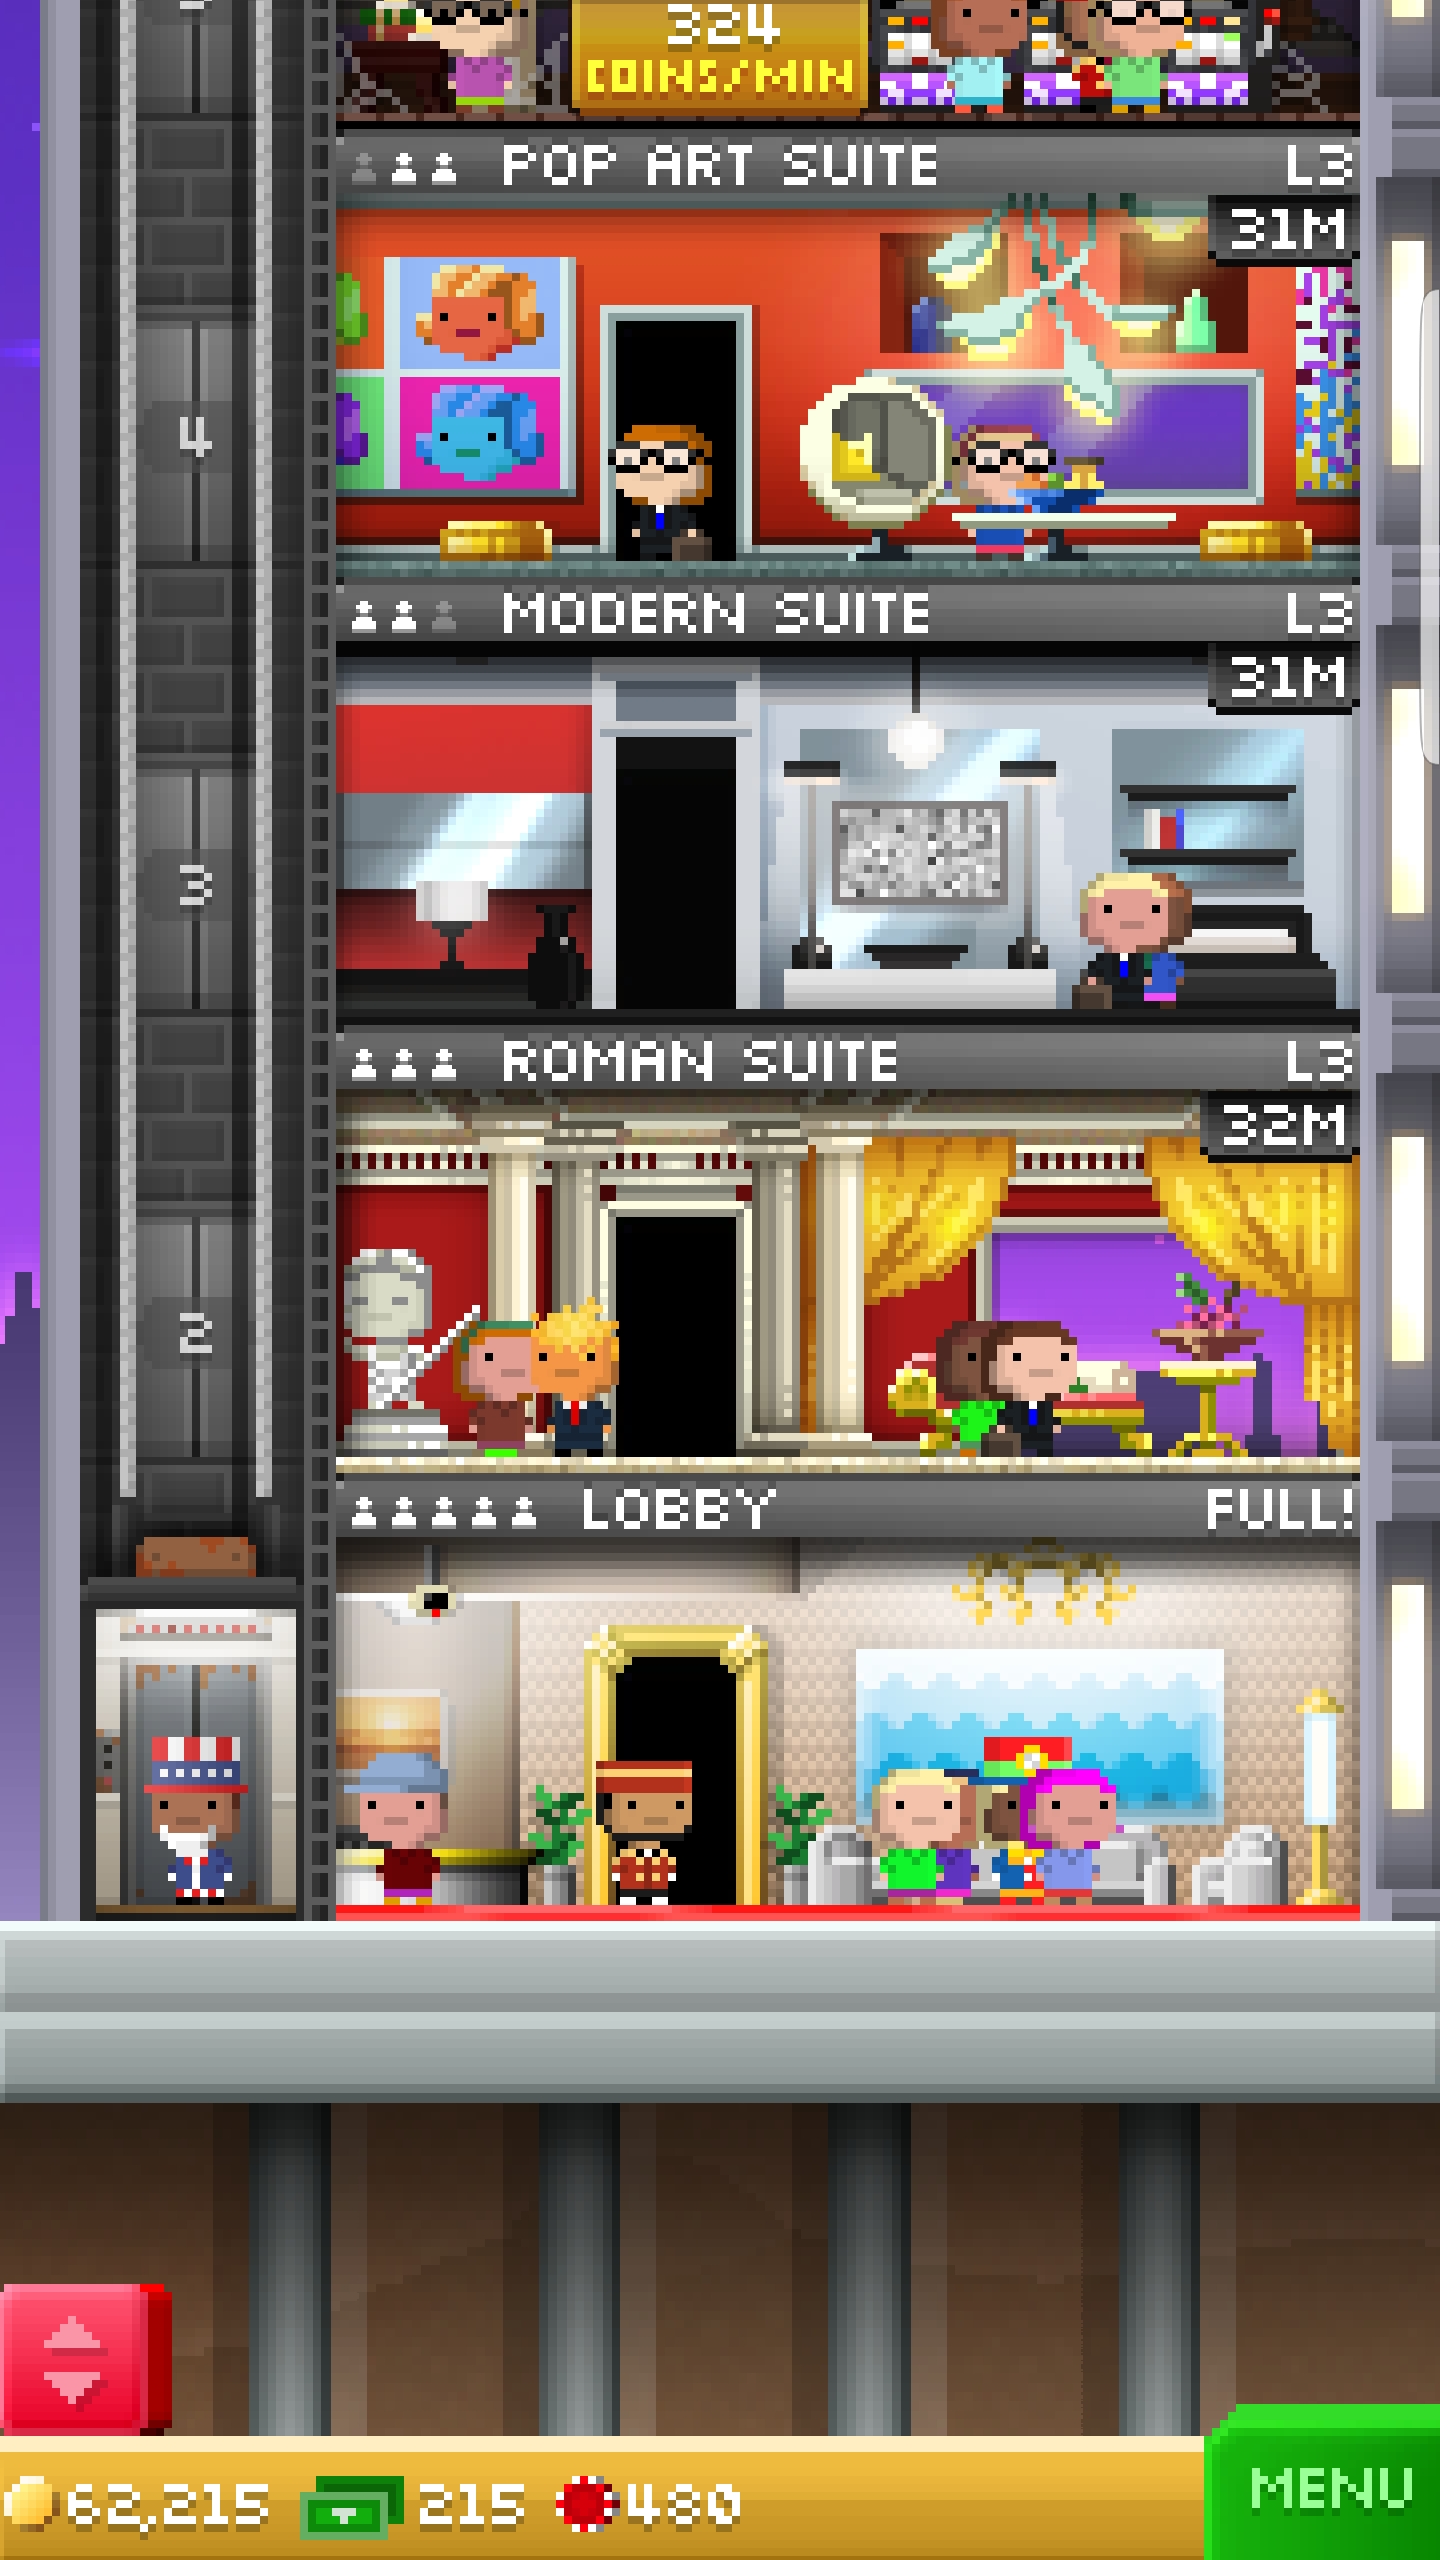 324
COINS/MIN
POP ART SUITE L3
31M
4
MODERN SUITE L3
31M
3
ROMAN SUITE L3
32M
2
LOBBY FULL!
62,215 215 480
MENU